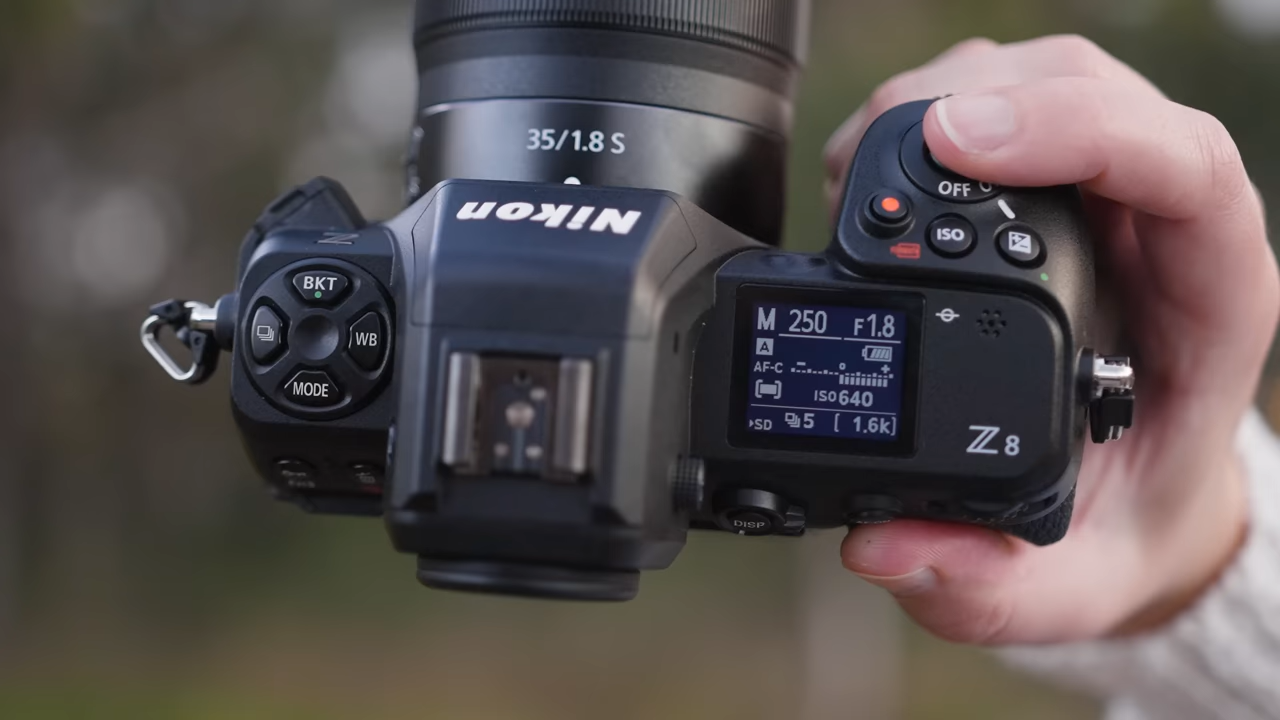 35/1.8 S
Nikon
OFF
ISO
BKT
WB
MODE
M 250 F1.8
A
AF-C
ISO 640
SD 5 [ 1.6k]
Z 8
DISP